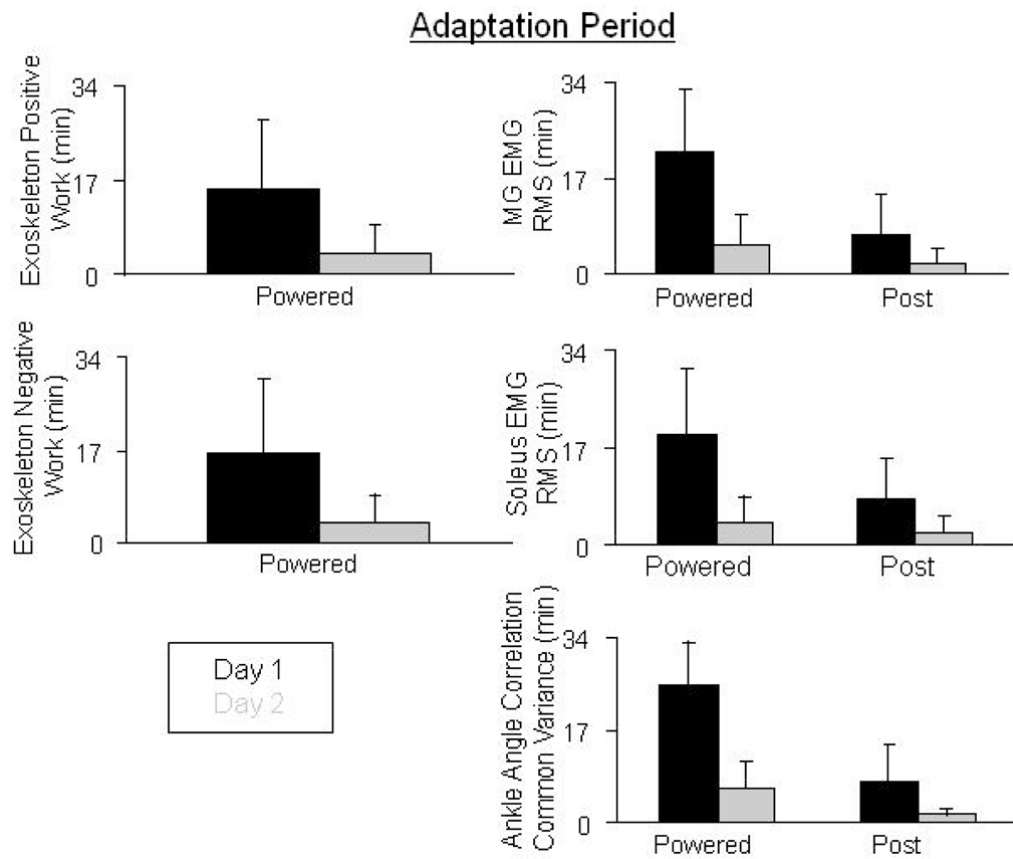 Adaptation Period
Exoskeleton Positive
Work (min)
34
17
0
Powered
MG EMG
RMS (min)
34
17
0
Powered Post
Exoskeleton Negative
Work (min)
34
17
0
Powered
Soleus EMG
RMS (min)
34
17
0
Powered Post
Day 1
Day 2
Ankle Angle Correlation
Common Variance (min)
34
17
0
Powered Post